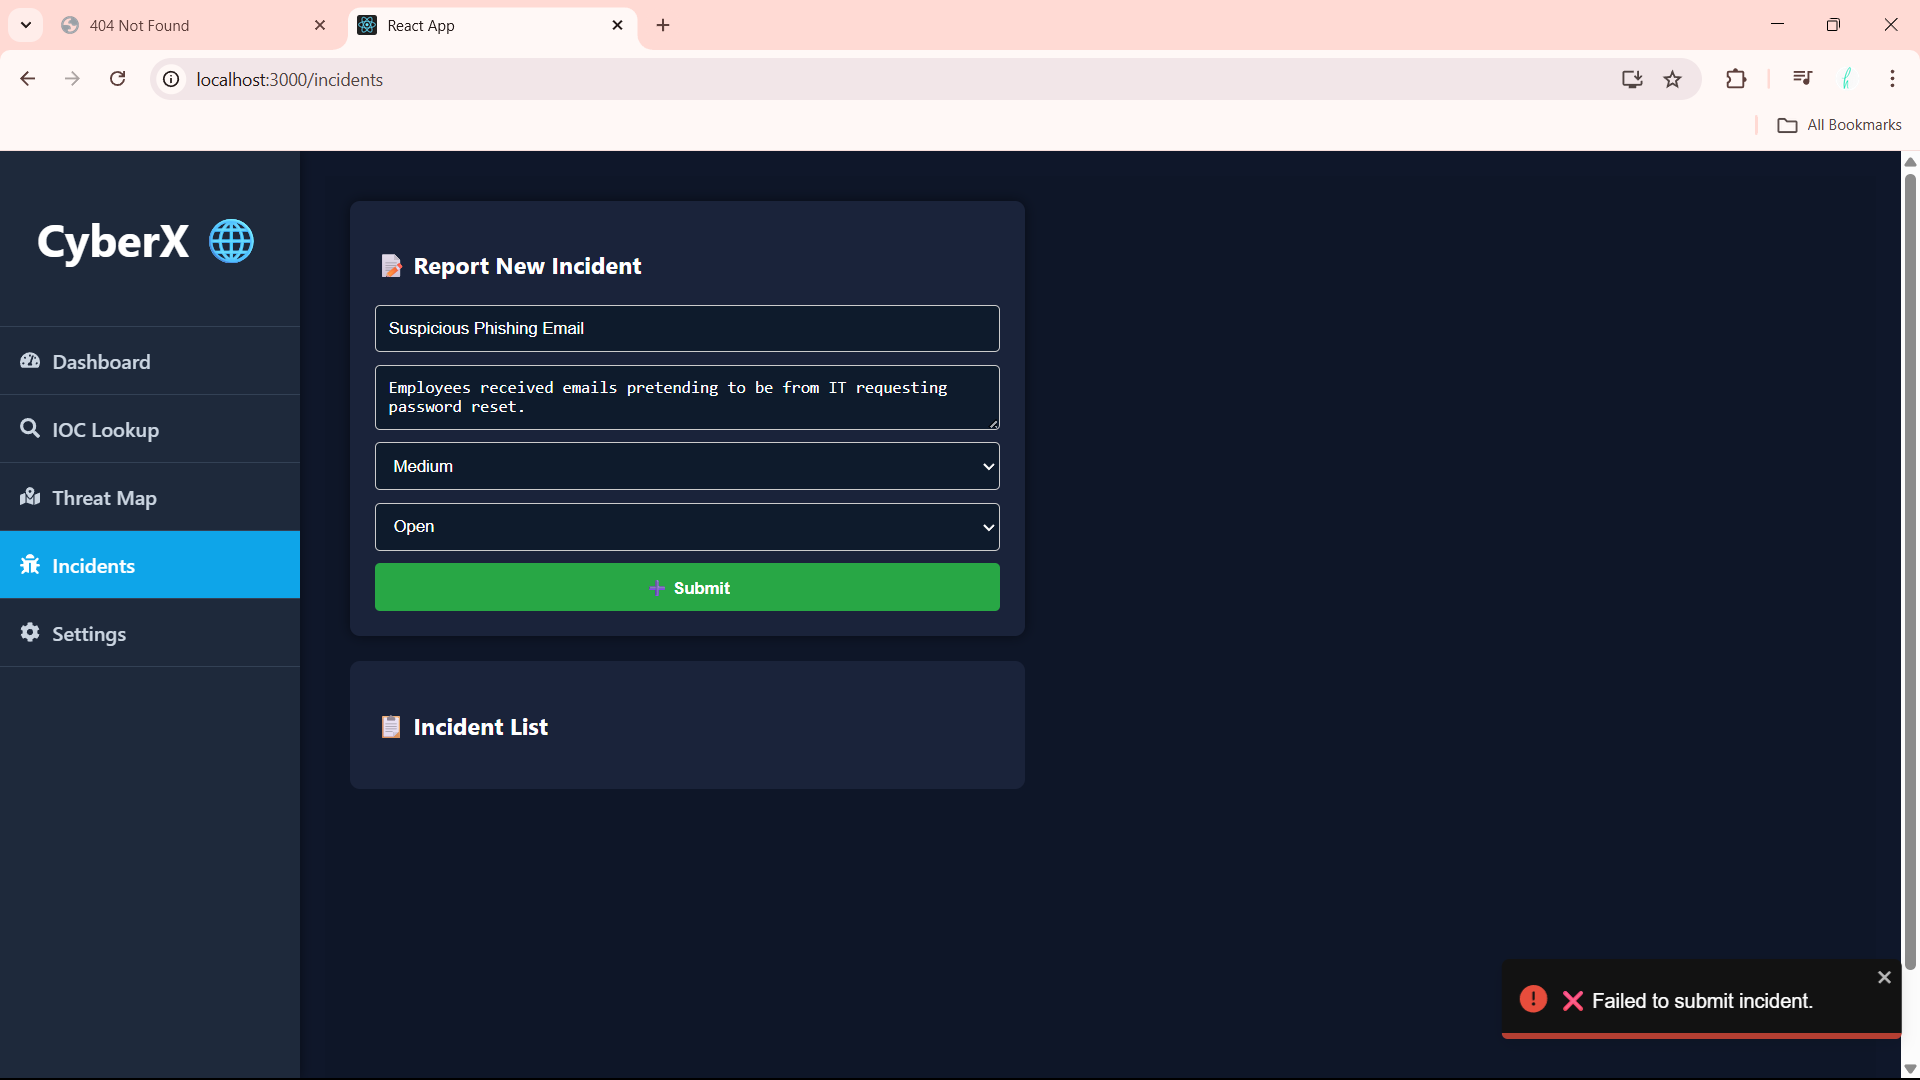 404 Not Found
React App
localhost:3000/incidents
All Bookmarks
CyberX
Dashboard
IOC Lookup
Threat Map
Incidents
Settings
Report New Incident
Suspicious Phishing Email
Employees received emails pretending to be from IT requesting
password reset.
Medium
Open
Submit
Incident List
Failed to submit incident.